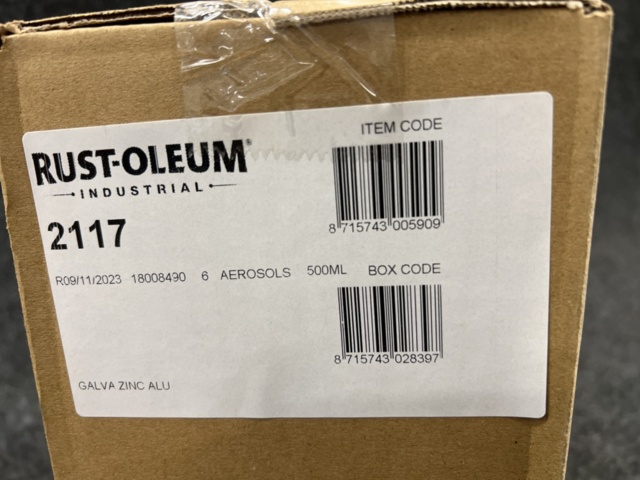 ITEM CODE
RUST-OLEUM®
INDUSTRIAL
8 715743 005909
2117
R09/11/2023 18008490 6 AEROSOLS 500ML BOX CODE
8 715743 028397
GALVA ZINC ALU